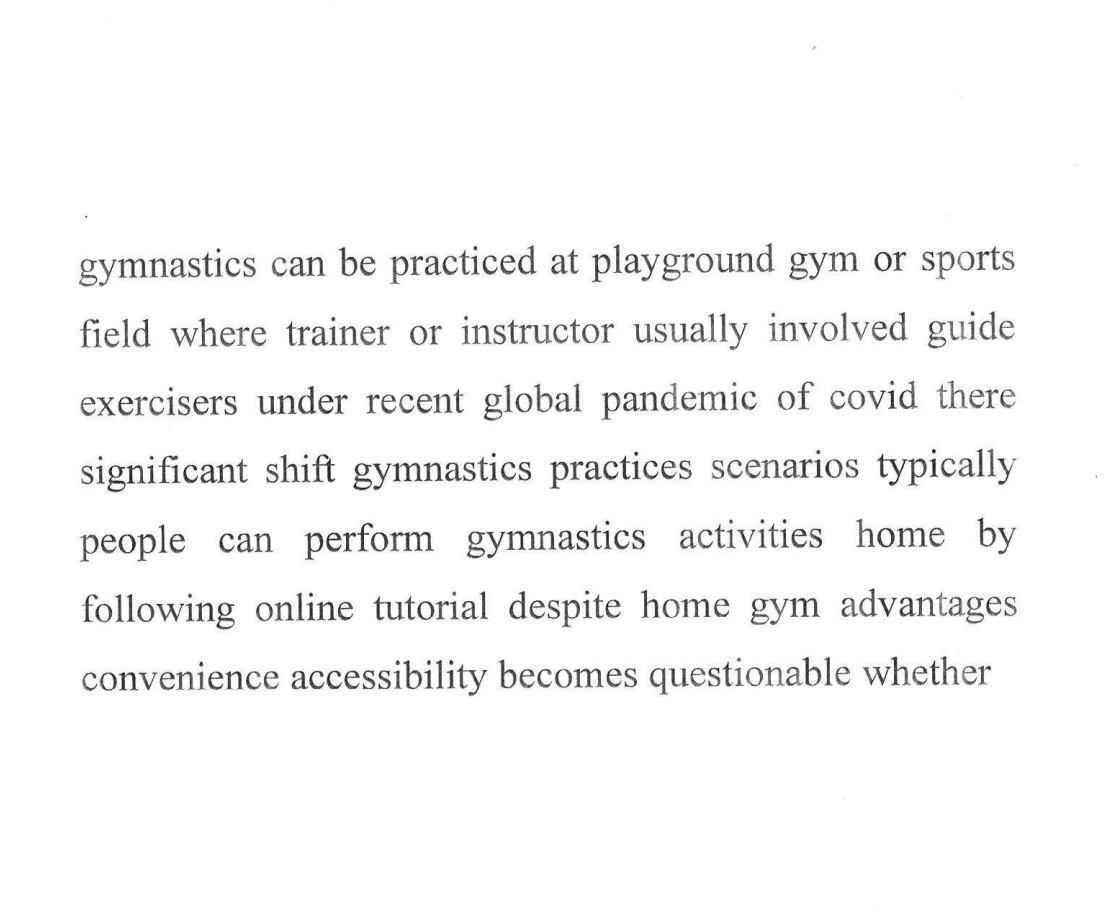 gymnastics can be practiced at playground gym or sports
field where trainer or instructor usually involved guide
exercisers under recent global pandemic of covid there
significant shift gymnastics practices scenarios typically
people can perform gymnastics activities home by
following online tutorial despite home gym advantages
convenience accessibility becomes questionable whether